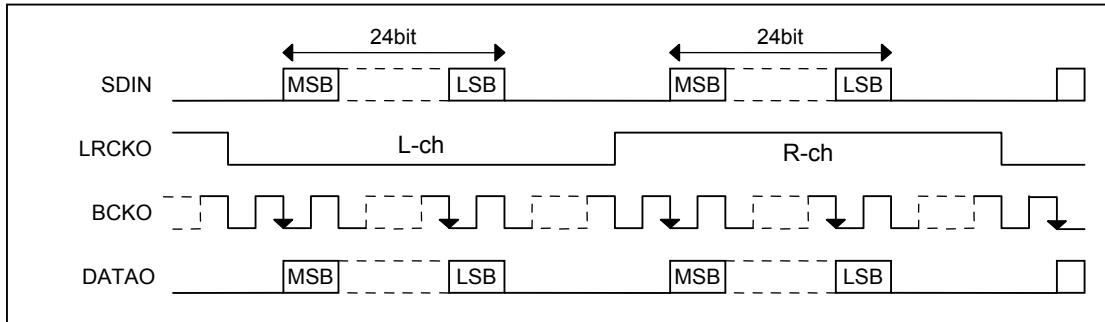 24bit 24bit
SDIN MSB LSB MSB LSB
LRCKO L-ch R-ch
BCKO
DATAO MSB LSB MSB LSB